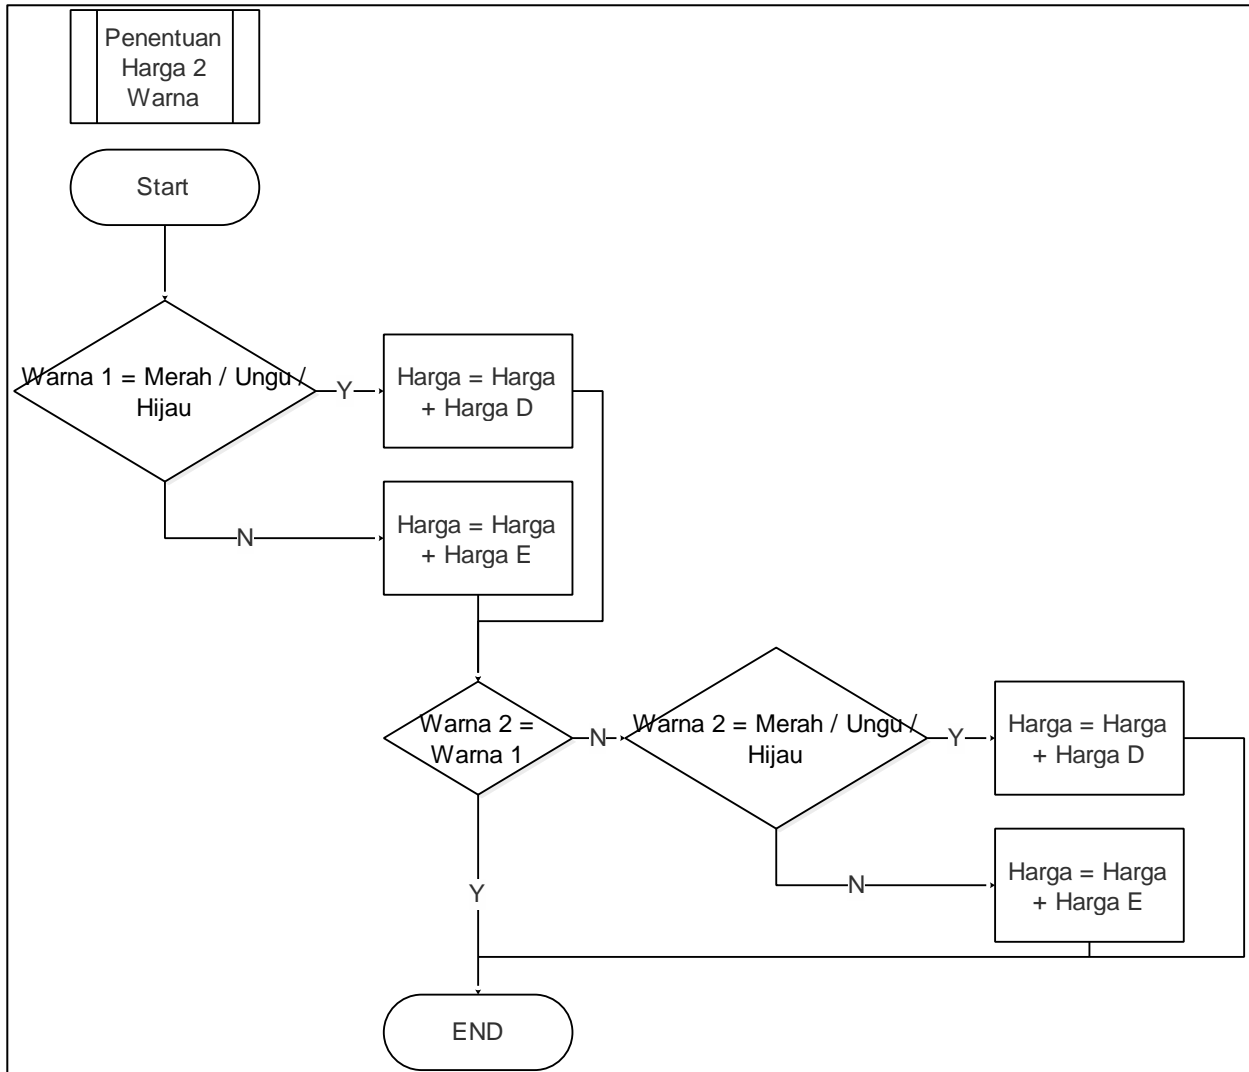 Penentuan
Harga 2
Warna
Start
Warna 1 = Merah / Ungu /
Hijau
Y
Harga = Harga
+ Harga D
N
Harga = Harga
+ Harga E
Warna 2 =
Warna 1
N
Warna 2 = Merah / Ungu /
Hijau
Y
Harga = Harga
+ Harga D
N
Harga = Harga
+ Harga E
Y
END